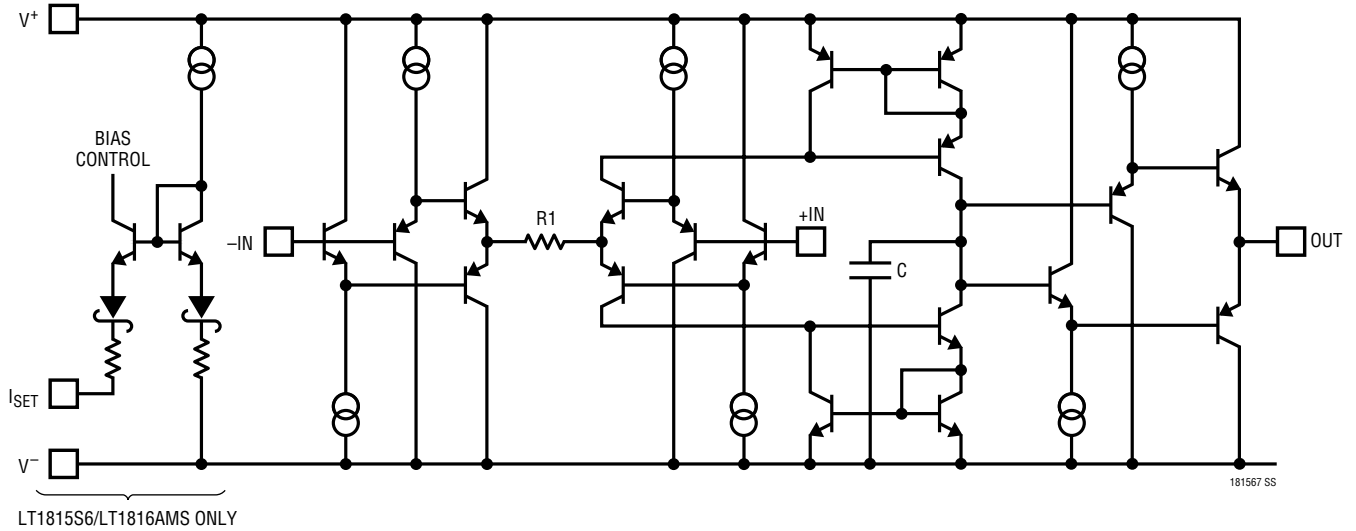 V+
BIAS
CONTROL
–IN
R1
+IN
C
OUT
ISET
V–
181567 SS
LT1815S6/LT1816AMS ONLY